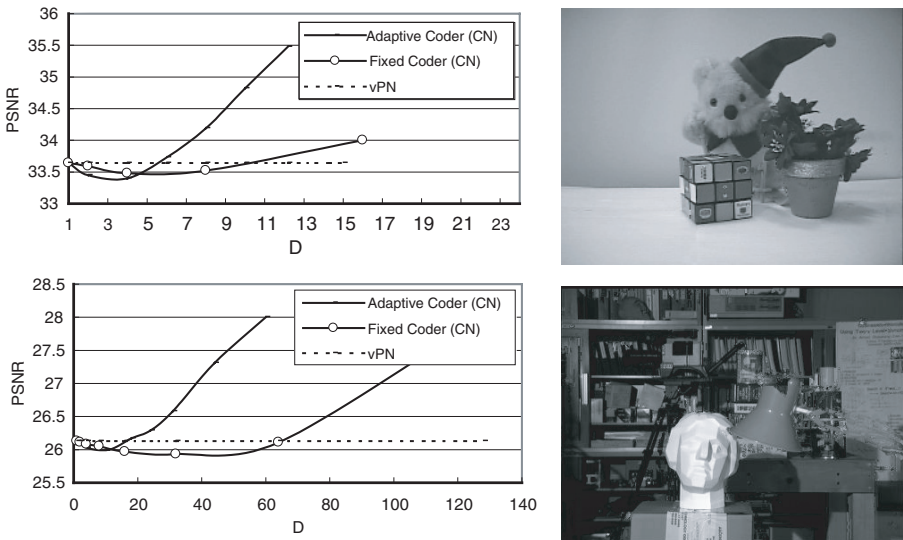 36
35.5
35
34.5
34
33.5
33
PSNR
1 3 5 7 9 11 13 15 17 19 21 23
D
Adaptive Coder (CN)
Fixed Coder (CN)
vPN
28.5
28
27.5
27
26.5
26
25.5
PSNR
0 20 40 60 80 100 120 140
D
Adaptive Coder (CN)
Fixed Coder (CN)
vPN